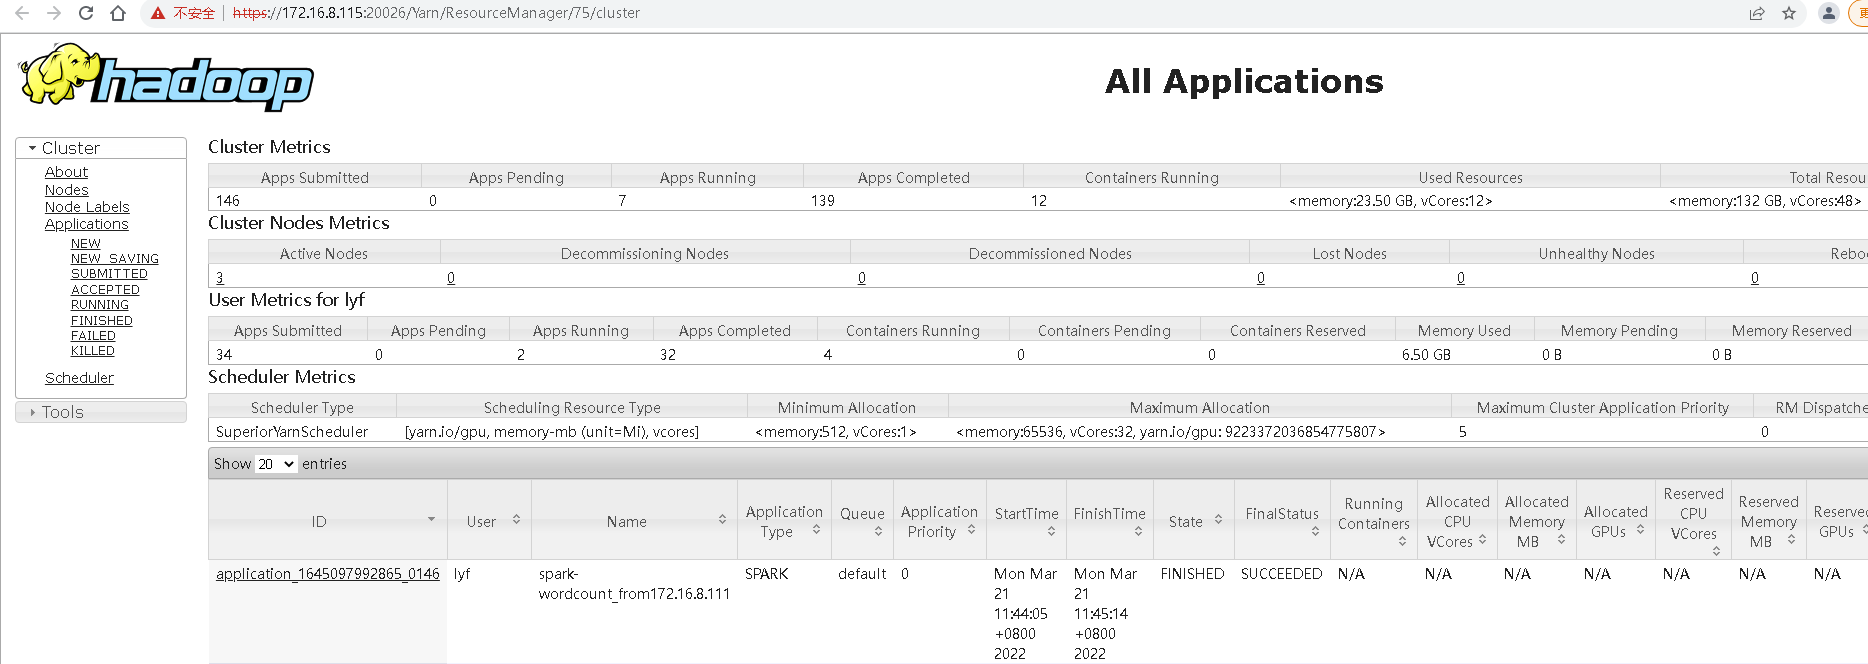 不安全 https://172.16.8.115:20026/Yarn/ResourceManager/75/cluster
hadoop
All Applications
Cluster
About
Nodes
Node Labels
Applications
NEW
NEW_SAVING
SUBMITTED
ACCEPTED
RUNNING
FINISHED
FAILED
KILLED
Scheduler
Tools
Cluster Metrics
Apps Submitted Apps Pending Apps Running Apps Completed Containers Running Used Resources Total Resou
146 0 7 139 12 <memory:23.50 GB, vCores:12> <memory:132 GB, vCores:48>
Cluster Nodes Metrics
Active Nodes Decommissioning Nodes Decommissioned Nodes Lost Nodes Unhealthy Nodes Rebo
3 0 0 0 0 0
User Metrics for lyf
Apps Submitted Apps Pending Apps Running Apps Completed Containers Running Containers Pending Containers Reserved Memory Used Memory Pending Memory Reserved
34 0 2 32 4 0 0 6.50 GB 0 B 0 B
Scheduler Metrics
Scheduler Type Scheduling Resource Type Minimum Allocation Maximum Allocation Maximum Cluster Application Priority RM Dispatche
SuperiorYarnScheduler [yarn.io/gpu, memory-mb (unit=Mi), vcores] <memory:512, vCores:1> <memory:65536, vCores:32, yarn.io/gpu: 9223372036854775807> 5 0
Show 20 entries
ID User Name Application Type Queue Application Priority StartTime FinishTime State FinalStatus Running Containers Allocated CPU VCores Allocated Memory MB Allocated GPUs Reserved CPU VCores Reserved Memory MB Reserved GPUs
application_1645097992865_0146 lyf spark- SPARK default 0 Mon Mar Mon Mar FINISHED SUCCEEDED N/A N/A N/A N/A N/A N/A N/A
wordcount_from172.16.8.111 21 21
11:44:05 11:45:14
+0800 +0800
2022 2022